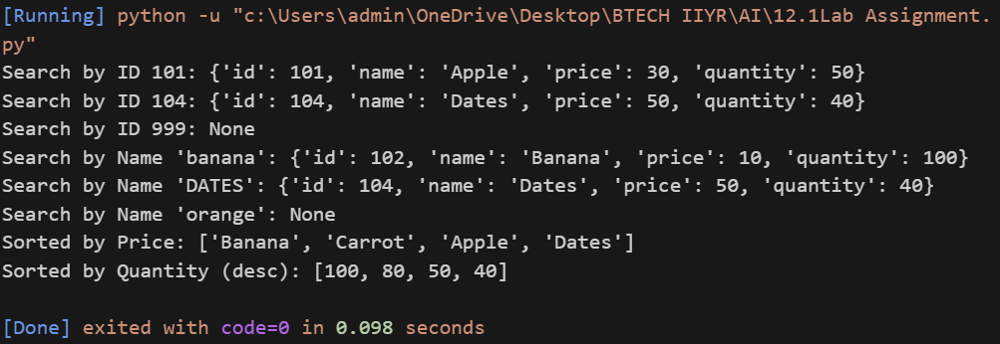 [Running] python -u "c:\Users\admin\OneDrive\Desktop\BTECH IIYR\AI\12.1Lab Assignment.
py"
Search by ID 101: {'id': 101, 'name': 'Apple', 'price': 30, 'quantity': 50}
Search by ID 104: {'id': 104, 'name': 'Dates', 'price': 50, 'quantity': 40}
Search by ID 999: None
Search by Name 'banana': {'id': 102, 'name': 'Banana', 'price': 10, 'quantity': 100}
Search by Name 'DATES': {'id': 104, 'name': 'Dates', 'price': 50, 'quantity': 40}
Search by Name 'orange': None
Sorted by Price: ['Banana', 'Carrot', 'Apple', 'Dates']
Sorted by Quantity (desc): [100, 80, 50, 40]
[Done] exited with code=0 in 0.098 seconds